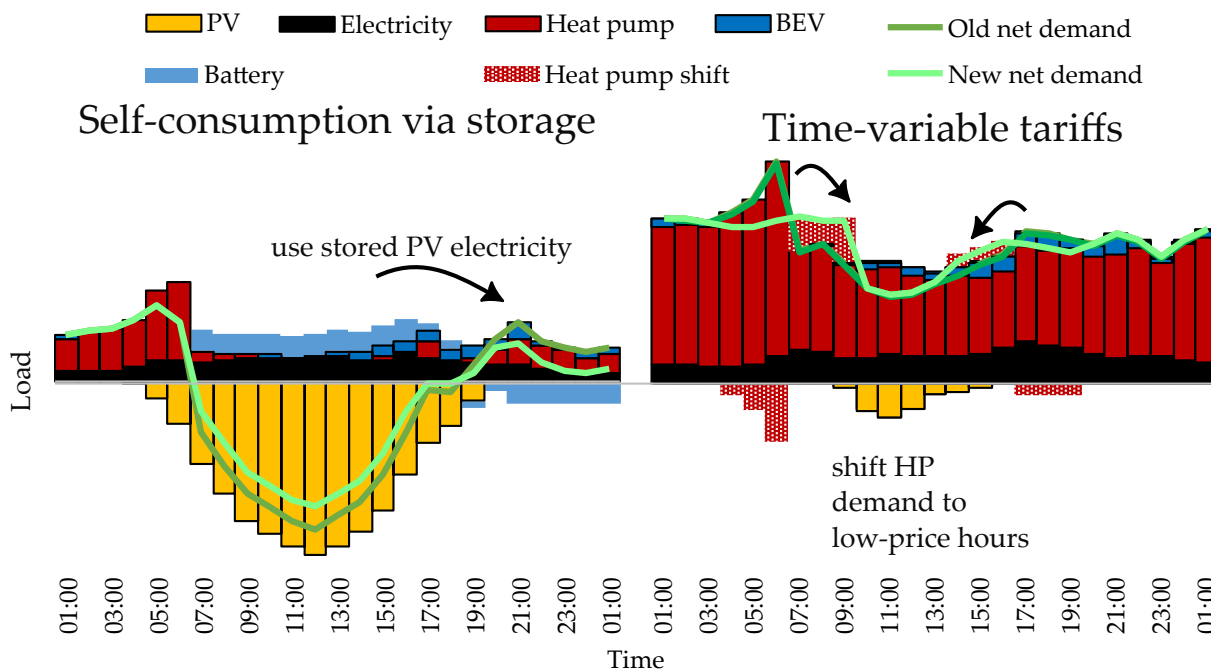 PV
Electricity
Heat pump
BEV
Old net demand
Battery
Heat pump shift
New net demand
Self-consumption via storage
Time-variable tariffs
use stored PV electricity
Load
shift HP
demand to
low-price hours
01:00
03:00
05:00
07:00
09:00
11:00
13:00
15:00
17:00
19:00
21:00
23:00
01:00
01:00
03:00
05:00
07:00
09:00
11:00
13:00
15:00
17:00
19:00
21:00
23:00
01:00
Time